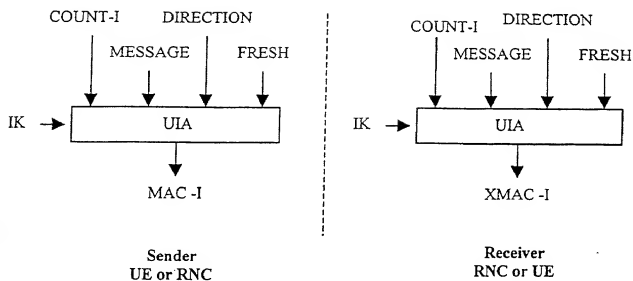 COUNT-I DIRECTION
MESSAGE FRESH
IK UIA
MAC -I
Sender
UE or RNC
COUNT-I DIRECTION
MESSAGE FRESH
IK UIA
XMAC -I
Receiver
RNC or UE